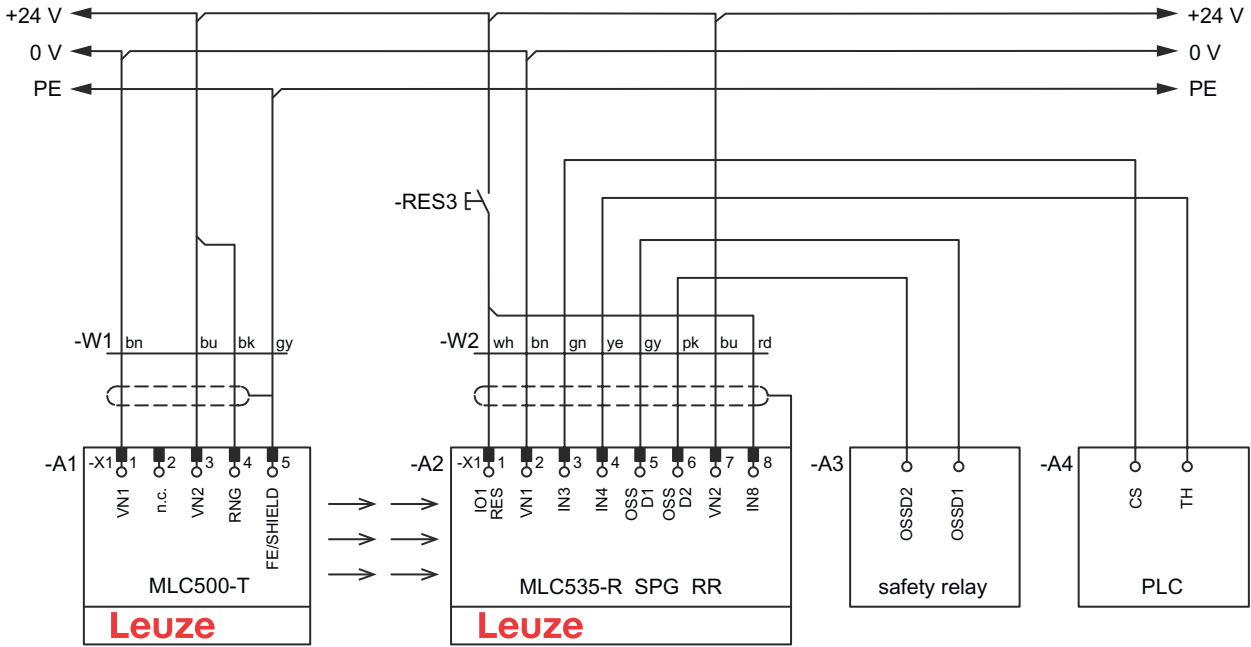 +24 V
+24 V
0 V
0 V
PE
PE
-RES3
-W1 bn bu bk gy
-W2 wh bn gn ye gy pk bu rd
-A1 -X1 1 2 3 4 5
VN1 n.c. VN2 RNG FE/SHIELD
MLC500-T
Leuze
-A2 -X1 1 2 3 4 5 6 7 8
IO1 RES VN1 IN3 IN4 OSS D1 OSS D2 VN2 IN8
MLC535-R SPG RR
Leuze
-A3
OSSD2 OSSD1
safety relay
-A4
CS TH
PLC